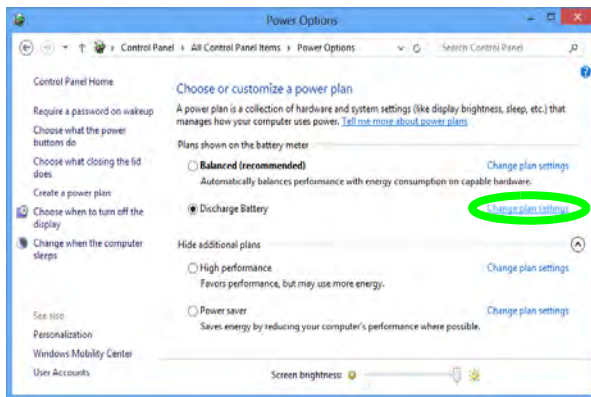 Power Options
Control Panel › All Control Panel Items › Power Options
Search Control Panel
Control Panel Home
Require a password on wakeup
Choose what the power
buttons do
Choose what closing the lid
does
Create a power plan
Choose when to turn off the
display
Change when the computer
sleeps
See also
Personalization
Windows Mobility Center
User Accounts
Choose or customize a power plan
A power plan is a collection of hardware and system settings (like display brightness, sleep, etc.) that
manages how your computer uses power. Tell me more about power plans
Plans shown on the battery meter
Balanced (recommended) Change plan settings
Automatically balances performance with energy consumption on capable hardware.
Discharge Battery Change plan settings
Hide additional plans
High performance Change plan settings
Favors performance, but may use more energy.
Power saver Change plan settings
Saves energy by reducing your computer's performance where possible.
Screen brightness: